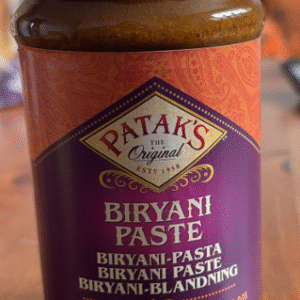 PATAK'S
THE
Original
ESTD 1958
BIRYANI
PASTE
BIRYANI-PASTA
BIRYANI PASTE
BIRYANI-BLANDNING